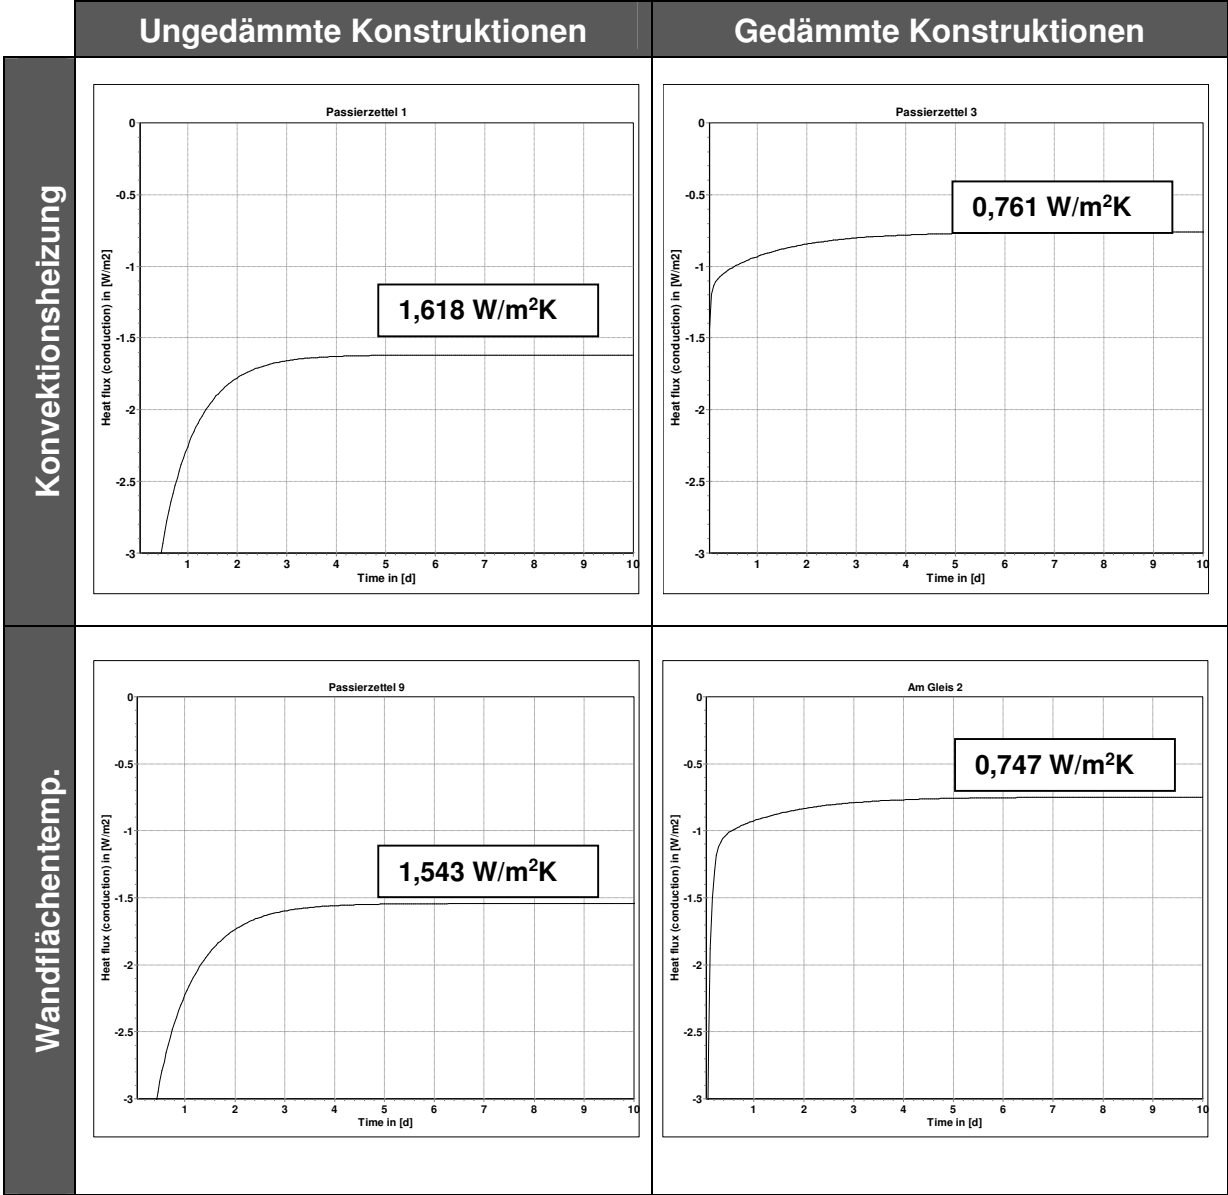 Ungedämmte Konstruktionen
Gedämmte Konstruktionen
Konvektionsheizung
Passierzettel 1
0
-0.5
-1
-1.5
-2
-2.5
-3
Heat flux (conduction) in [W/m2]
1,618 W/m²K
1 2 3 4 5 6 7 8 9 10
Time in [d]
Passierzettel 3
0
-0.5
-1
-1.5
-2
-2.5
-3
Heat flux (conduction) in [W/m2]
0,761 W/m²K
1 2 3 4 5 6 7 8 9 10
Time in [d]
Wandflächentemp.
Passierzettel 9
0
-0.5
-1
-1.5
-2
-2.5
-3
Heat flux (conduction) in [W/m2]
1,543 W/m²K
1 2 3 4 5 6 7 8 9 10
Time in [d]
Am Gleis 2
0
-0.5
-1
-1.5
-2
-2.5
-3
Heat flux (conduction) in [W/m2]
0,747 W/m²K
1 2 3 4 5 6 7 8 9 10
Time in [d]